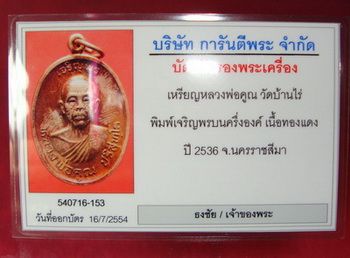 บริษัท การันตีพระ จำกัด
บัตรรับรองพระเครื่อง
เหรียญหลวงพ่อคูณ วัดบ้านไร่
พิมพ์เจริญพรบนครึ่งองค์ เนื้อทองแดง
ปี 2536 จ.นครราชสีมา
540716-153
วันที่ออกบัตร 16/7/2554
ธงชัย / เจ้าของพระ